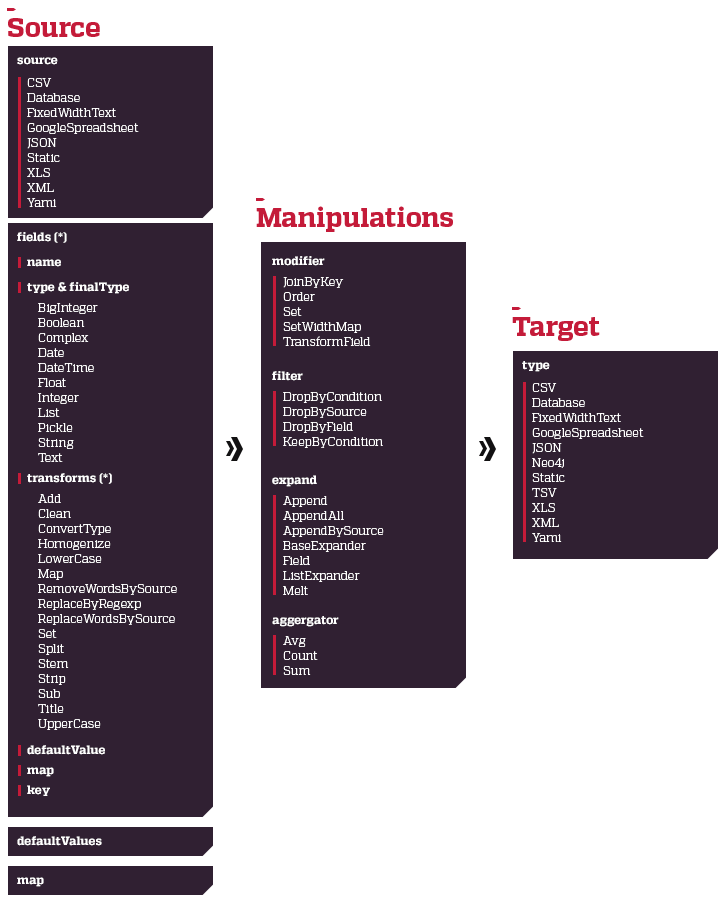 Source
source
CSV
Database
FixedWidthText
GoogleSpreadsheet
JSON
Static
XLS
XML
Yaml
fields (*)
name
type & finalType
BigInteger
Boolean
Complex
Date
DateTime
Float
Integer
List
Pickle
String
Text
transforms (*)
Add
Clean
ConvertType
Homogenize
LowerCase
Map
RemoveWordsBySource
ReplaceByRegexp
ReplaceWordsBySource
Set
Split
Stem
Strip
Sub
Title
UpperCase
defaultValue
map
key
defaultValues
map
Manipulations
modifier
JoinByKey
Order
Set
SetWidthMap
TransformField
filter
DropByCondition
DropBySource
DropByField
KeepByCondition
expand
Append
AppendAll
AppendBySource
BaseExpander
Field
ListExpander
Melt
aggergator
Avg
Count
Sum
Target
type
CSV
Database
FixedWidthText
GoogleSpreadsheet
JSON
Neo4j
Static
TSV
XLS
XML
Yaml